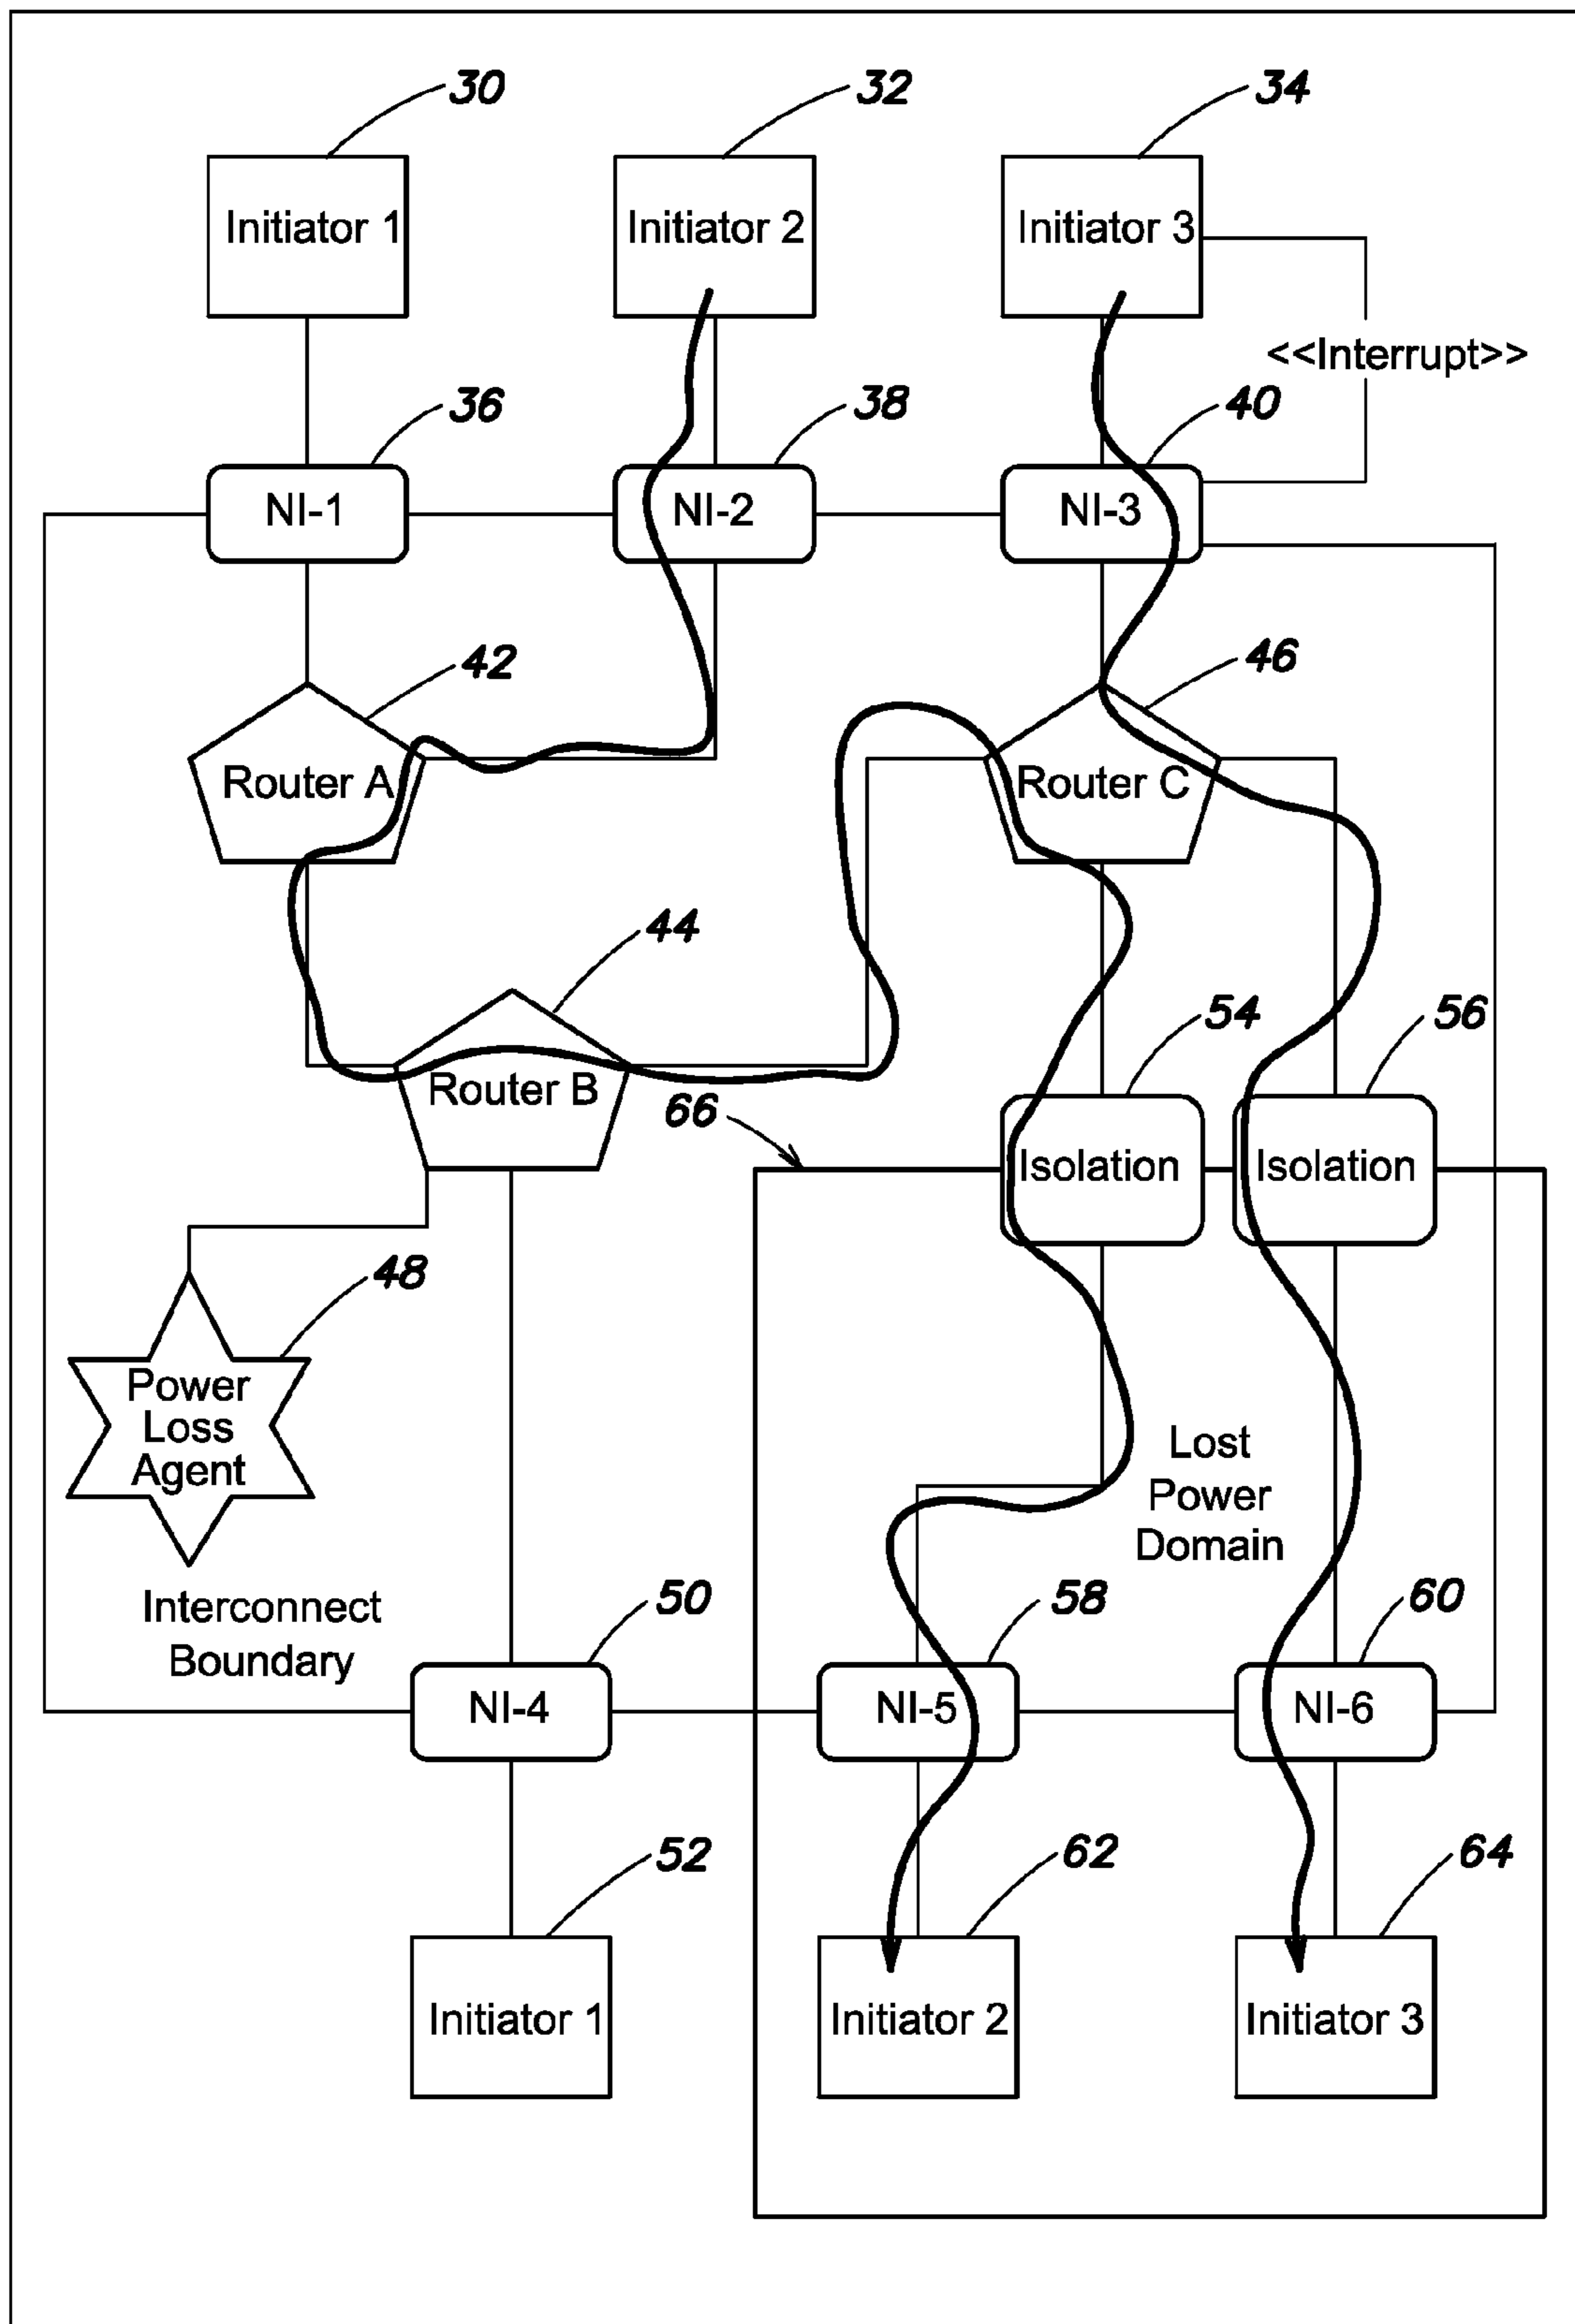 30
32
34
Initiator 1
Initiator 2
Initiator 3
<<Interrupt>>
36
38
40
NI-1
NI-2
NI-3
42
46
Router A
Router C
44
54
56
Router B
66
Isolation
Isolation
48
Power
Loss
Agent
Lost
Power
Domain
Interconnect
Boundary
50
58
60
NI-4
NI-5
NI-6
52
62
64
Initiator 1
Initiator 2
Initiator 3